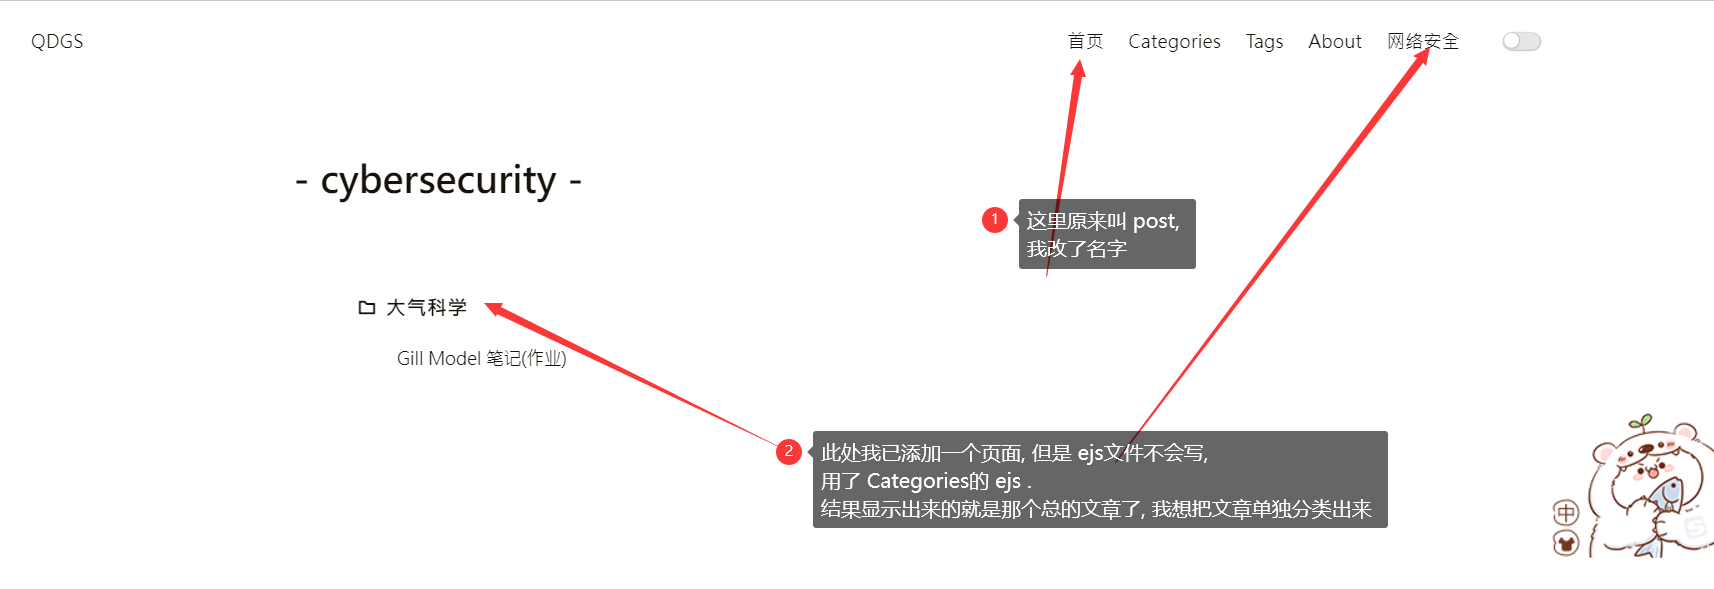 QDGS
首页 Categories Tags About 网络安全
- cybersecurity -
1
这里原来叫 post,
我改了名字
大气科学
Gill Model 笔记(作业)
2
此处我已添加一个页面, 但是 ejs文件不会写,
用了 Categories的 ejs .
结果显示出来的就是那个总的文章了, 我想把文章单独分类出来
中
S